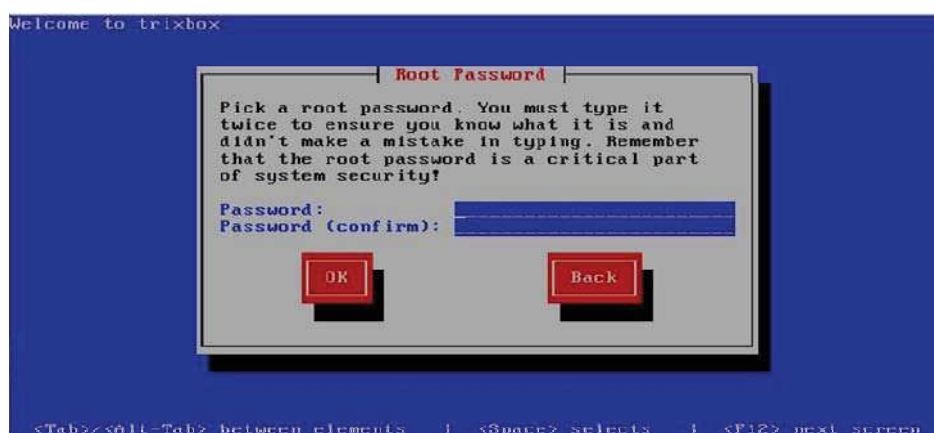 Welcome to trixbox
Root Password
Pick a root password. You must type it
twice to ensure you know what it is and
didn't make a mistake in typing. Remember
that the root password is a critical part
of system security!
Password:
Password (confirm):
OK Back
<Tab>/<Alt-Tab> between elements | <Space> selects | <F12> next screen